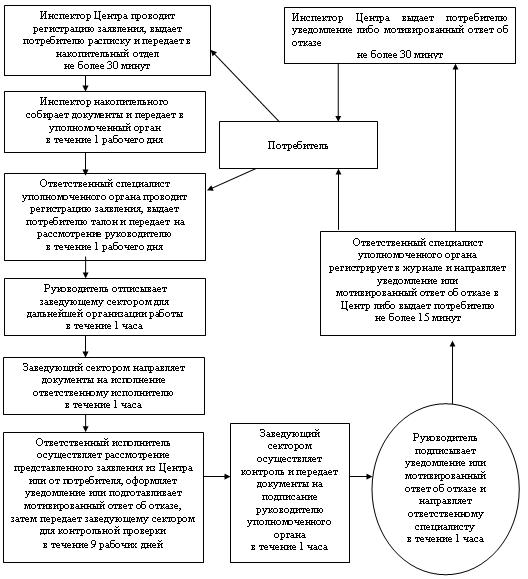 Инспектор Центра проводит
регистрацию заявления, выдает
потребителю расписку и передает в
накопительный отдел
не более 30 минут
Инспектор накопительного
собирает документы и передает в
уполномоченный орган
в течение 1 рабочего дня
Ответственный специалист
уполномоченного органа проводит
регистрацию заявления, выдает
потребителю талон и передает на
рассмотрение руководителю
в течение 1 рабочего дня
Руководитель отписывает
заведующему сектором для
дальнейшей организации работы
в течение 1 часа
Заведующий сектором направляет
документы на исполнение
ответственному исполнителю
в течение 1 часа
Ответственный исполнитель
осуществляет рассмотрение
представленного заявления из Центра
или от потребителя, оформляет
уведомление или подготавливает
мотивированный ответ об отказе,
затем передает заведующему сектором
для контрольной проверки
в течение 9 рабочих дней
Заведующий
сектором
осуществляет
контроль и передает
документы на
подписание
руководителю
уполномоченного
органа
в течение 1 часа
Руководитель
подписывает
уведомление или
мотивированный
ответ об отказе и
направляет
ответственному
специалисту
в течение 1 часа
Ответственный специалист
уполномоченного органа
регистрирует в журнале и направляет
уведомление или
мотивированный ответ об отказе в
Центр либо выдает потребителю
не более 15 минут
Инспектор Центра выдает потребителю
уведомление либо мотивированный ответ об
отказе
не более 30 минут
Потребитель